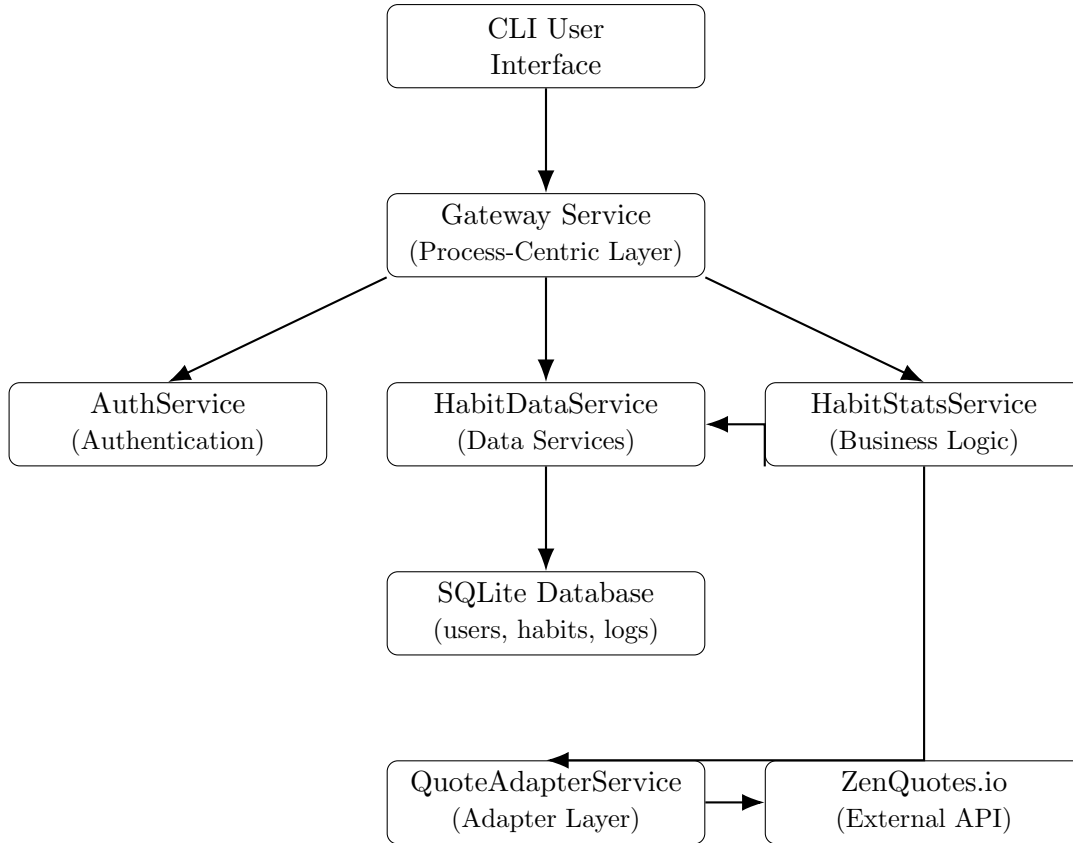 CLI User
Interface
Gateway Service
(Process-Centric Layer)
AuthService
(Authentication)
HabitDataService
(Data Services)
HabitStatsService
(Business Logic)
SQLite Database
(users, habits, logs)
QuoteAdapterService
(Adapter Layer)
ZenQuotes.io
(External API)